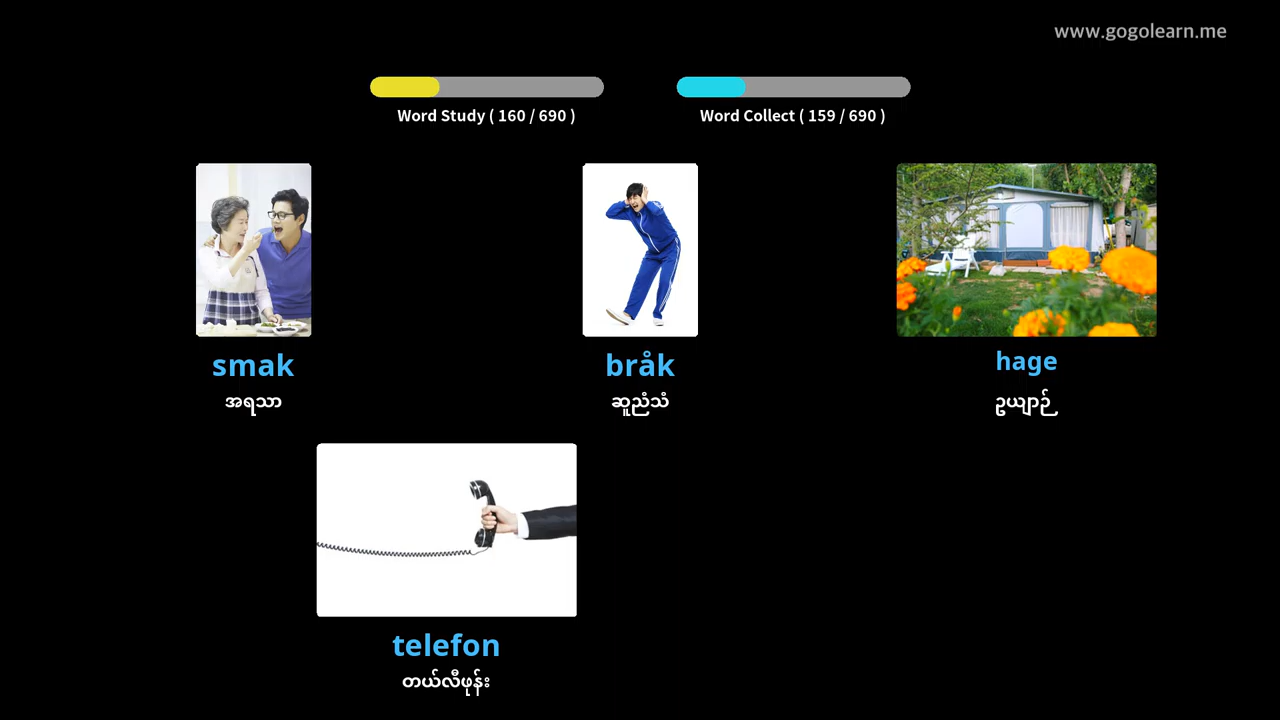 www.gogolearn.me
Word Study ( 160 / 690 )
Word Collect ( 159 / 690 )
smak
bråk
hage
အရသာ
ဆူညံသံ
ဥယျာဉ်
telefon
တယ်လီဖုန်း